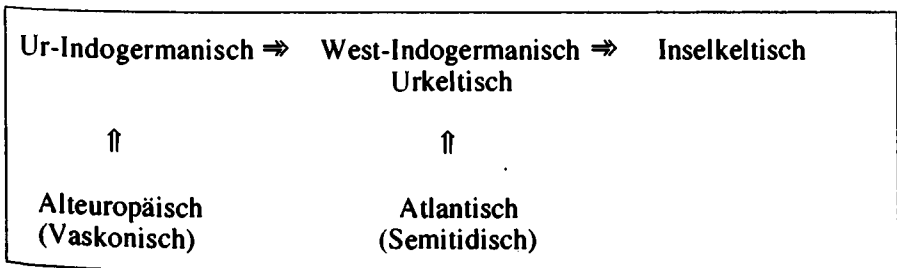 Ur-Indogermanisch ⇒ West-Indogermanisch ⇒ Inselkeltisch
Urkeltisch
⇑ ⇑
Alteuropäisch Atlantisch
(Vaskonisch) (Semitidisch)